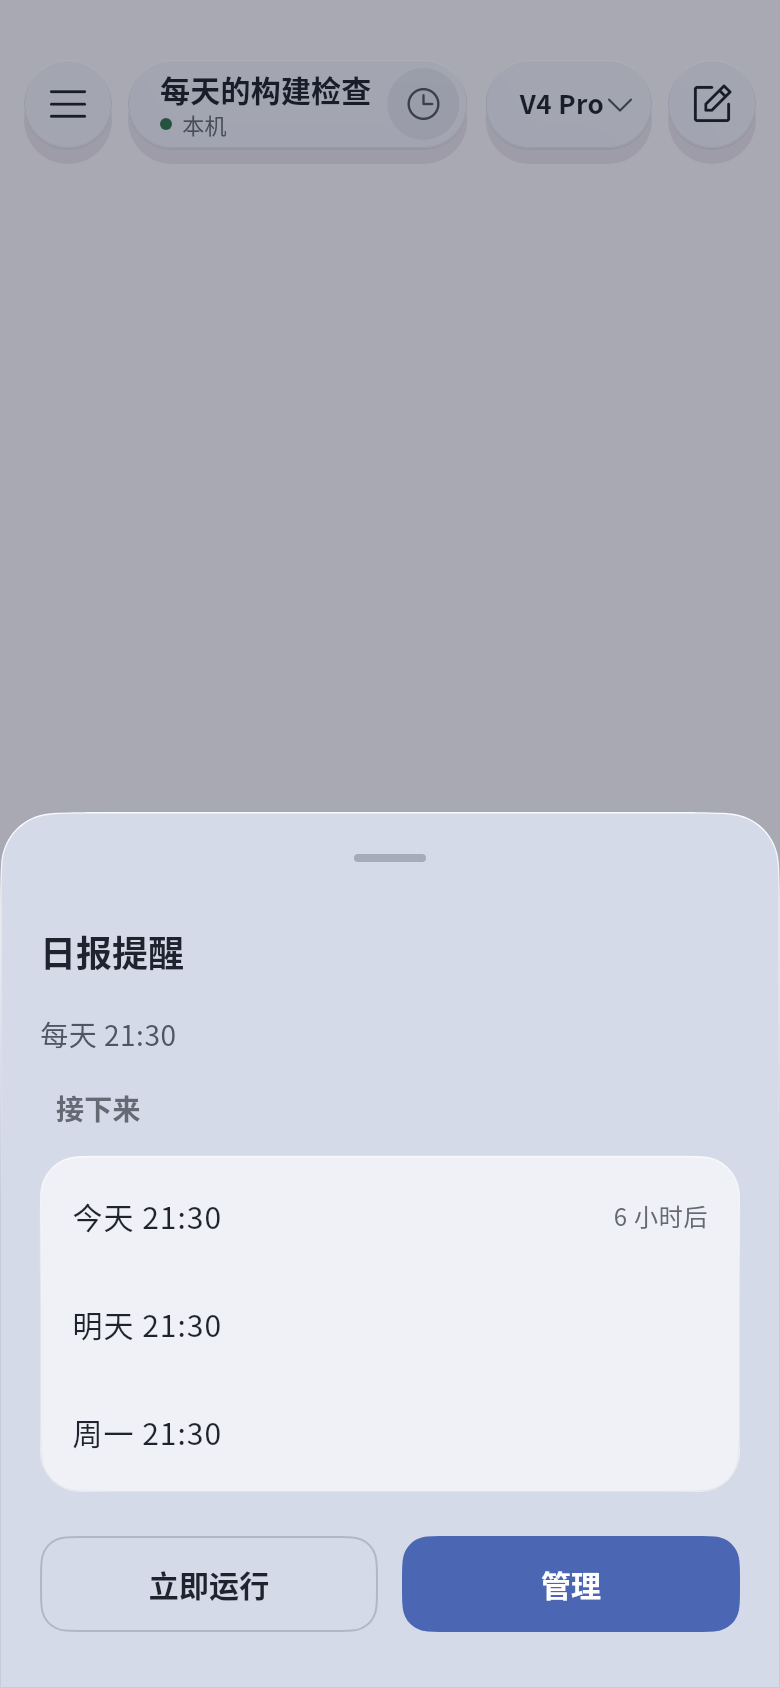 每天的构建检查
本机
V4 Pro
日报提醒
每天 21:30
接下来
今天 21:30
6 小时后
明天 21:30
周一 21:30
立即运行
管理